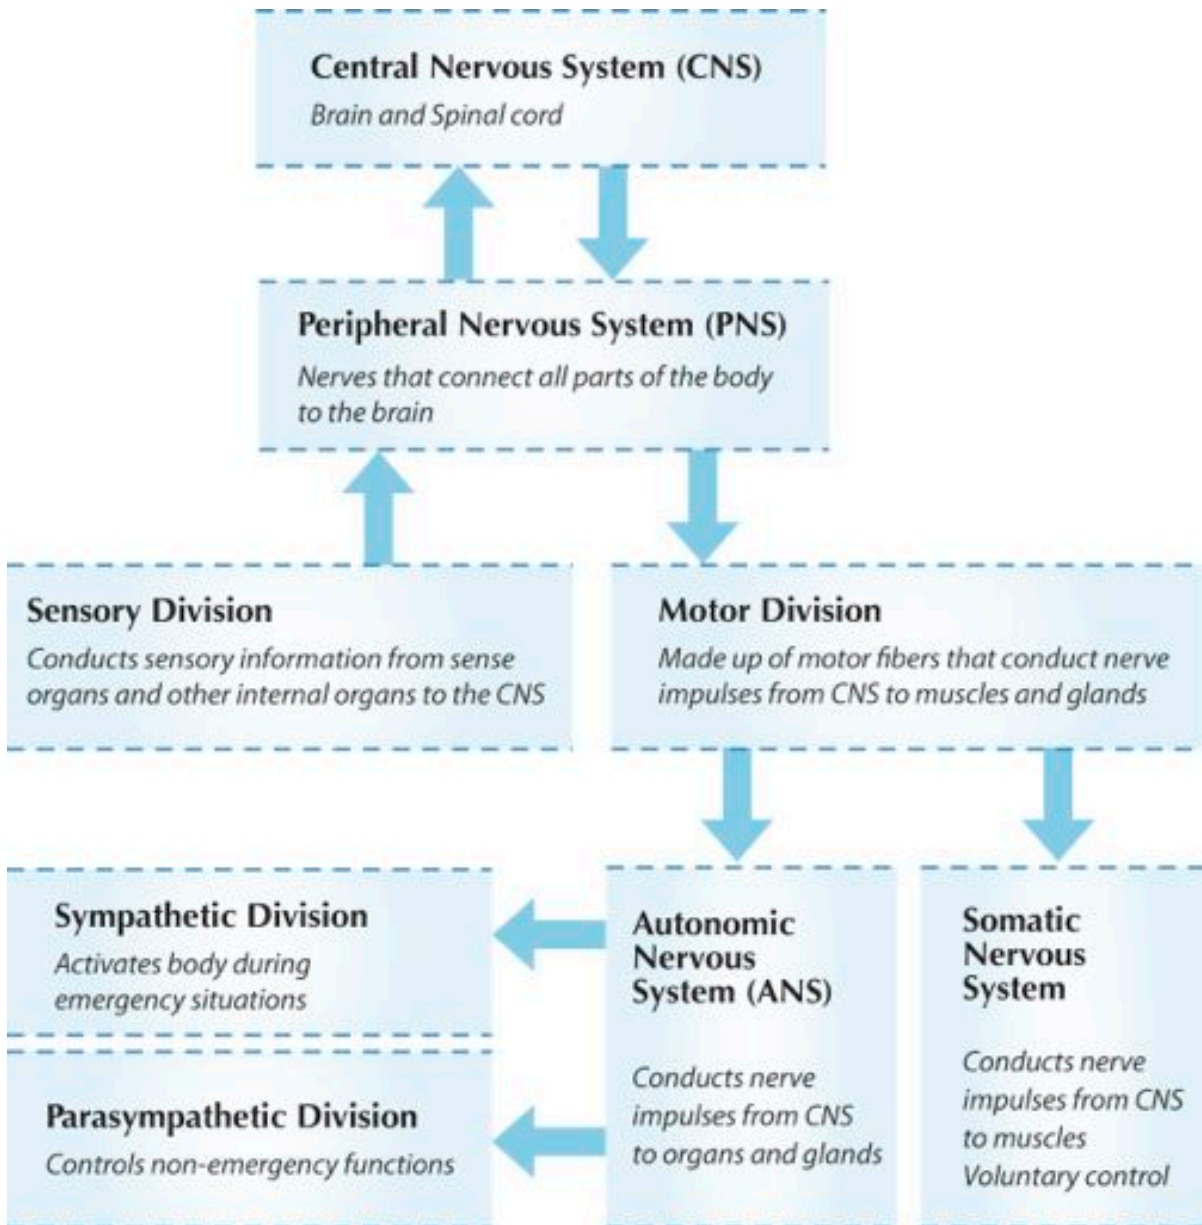 Central Nervous System (CNS)
Brain and Spinal cord
Peripheral Nervous System (PNS)
Nerves that connect all parts of the body
to the brain
Sensory Division
Conducts sensory information from sense
organs and other internal organs to the CNS
Motor Division
Made up of motor fibers that conduct nerve
impulses from CNS to muscles and glands
Sympathetic Division
Activates body during
emergency situations
Parasympathetic Division
Controls non-emergency functions
Autonomic
Nervous
System (ANS)
Conducts nerve
impulses from CNS
to organs and glands
Somatic
Nervous
System
Conducts nerve
impulses from CNS
to muscles
Voluntary control